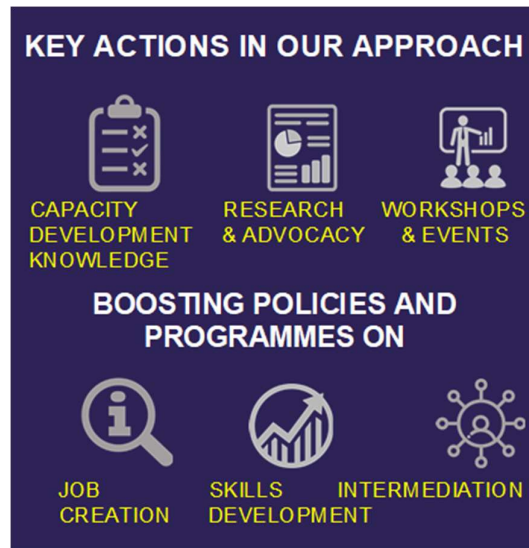 KEY ACTIONS IN OUR APPROACH
CAPACITY
DEVELOPMENT
KNOWLEDGE
RESEARCH
& ADVOCACY
WORKSHOPS
& EVENTS
BOOSTING POLICIES AND
PROGRAMMES ON
JOB
CREATION
SKILLS
DEVELOPMENT
INTERMEDIATION